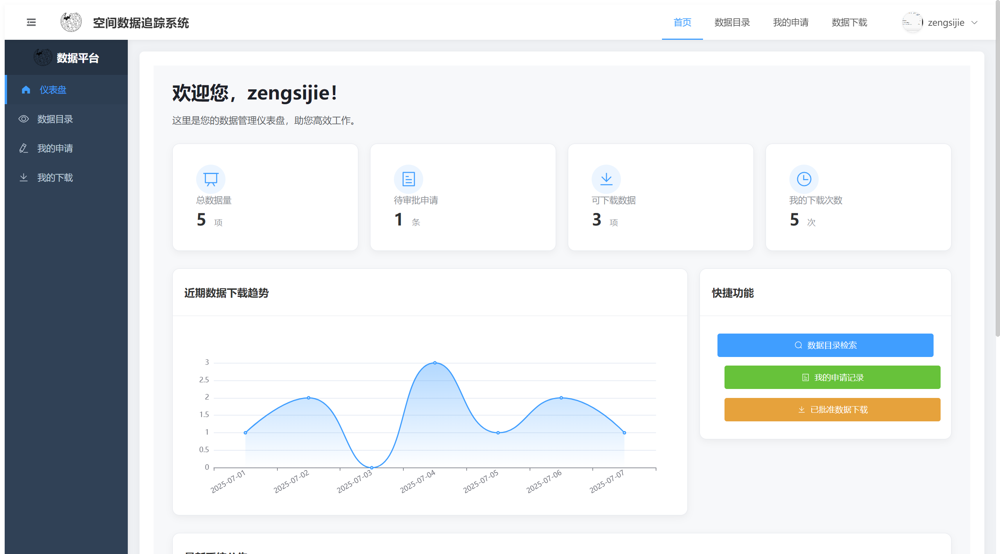 空间数据追踪系统
首页 数据目录 我的申请 数据下载 zengsijie
数据平台
仪表盘
数据目录
我的申请
我的下载
欢迎您，zengsijie！
这里是您的数据管理仪表盘，助您高效工作。
总数据量
5 项
待审批申请
1 条
可下载数据
3 项
我的下载次数
5 次
近期数据下载趋势
3
2.5
2
1.5
1
0.5
0
2025-07-01 2025-07-02 2025-07-03 2025-07-04 2025-07-05 2025-07-06 2025-07-07
快捷功能
数据目录检索
我的申请记录
已批准数据下载